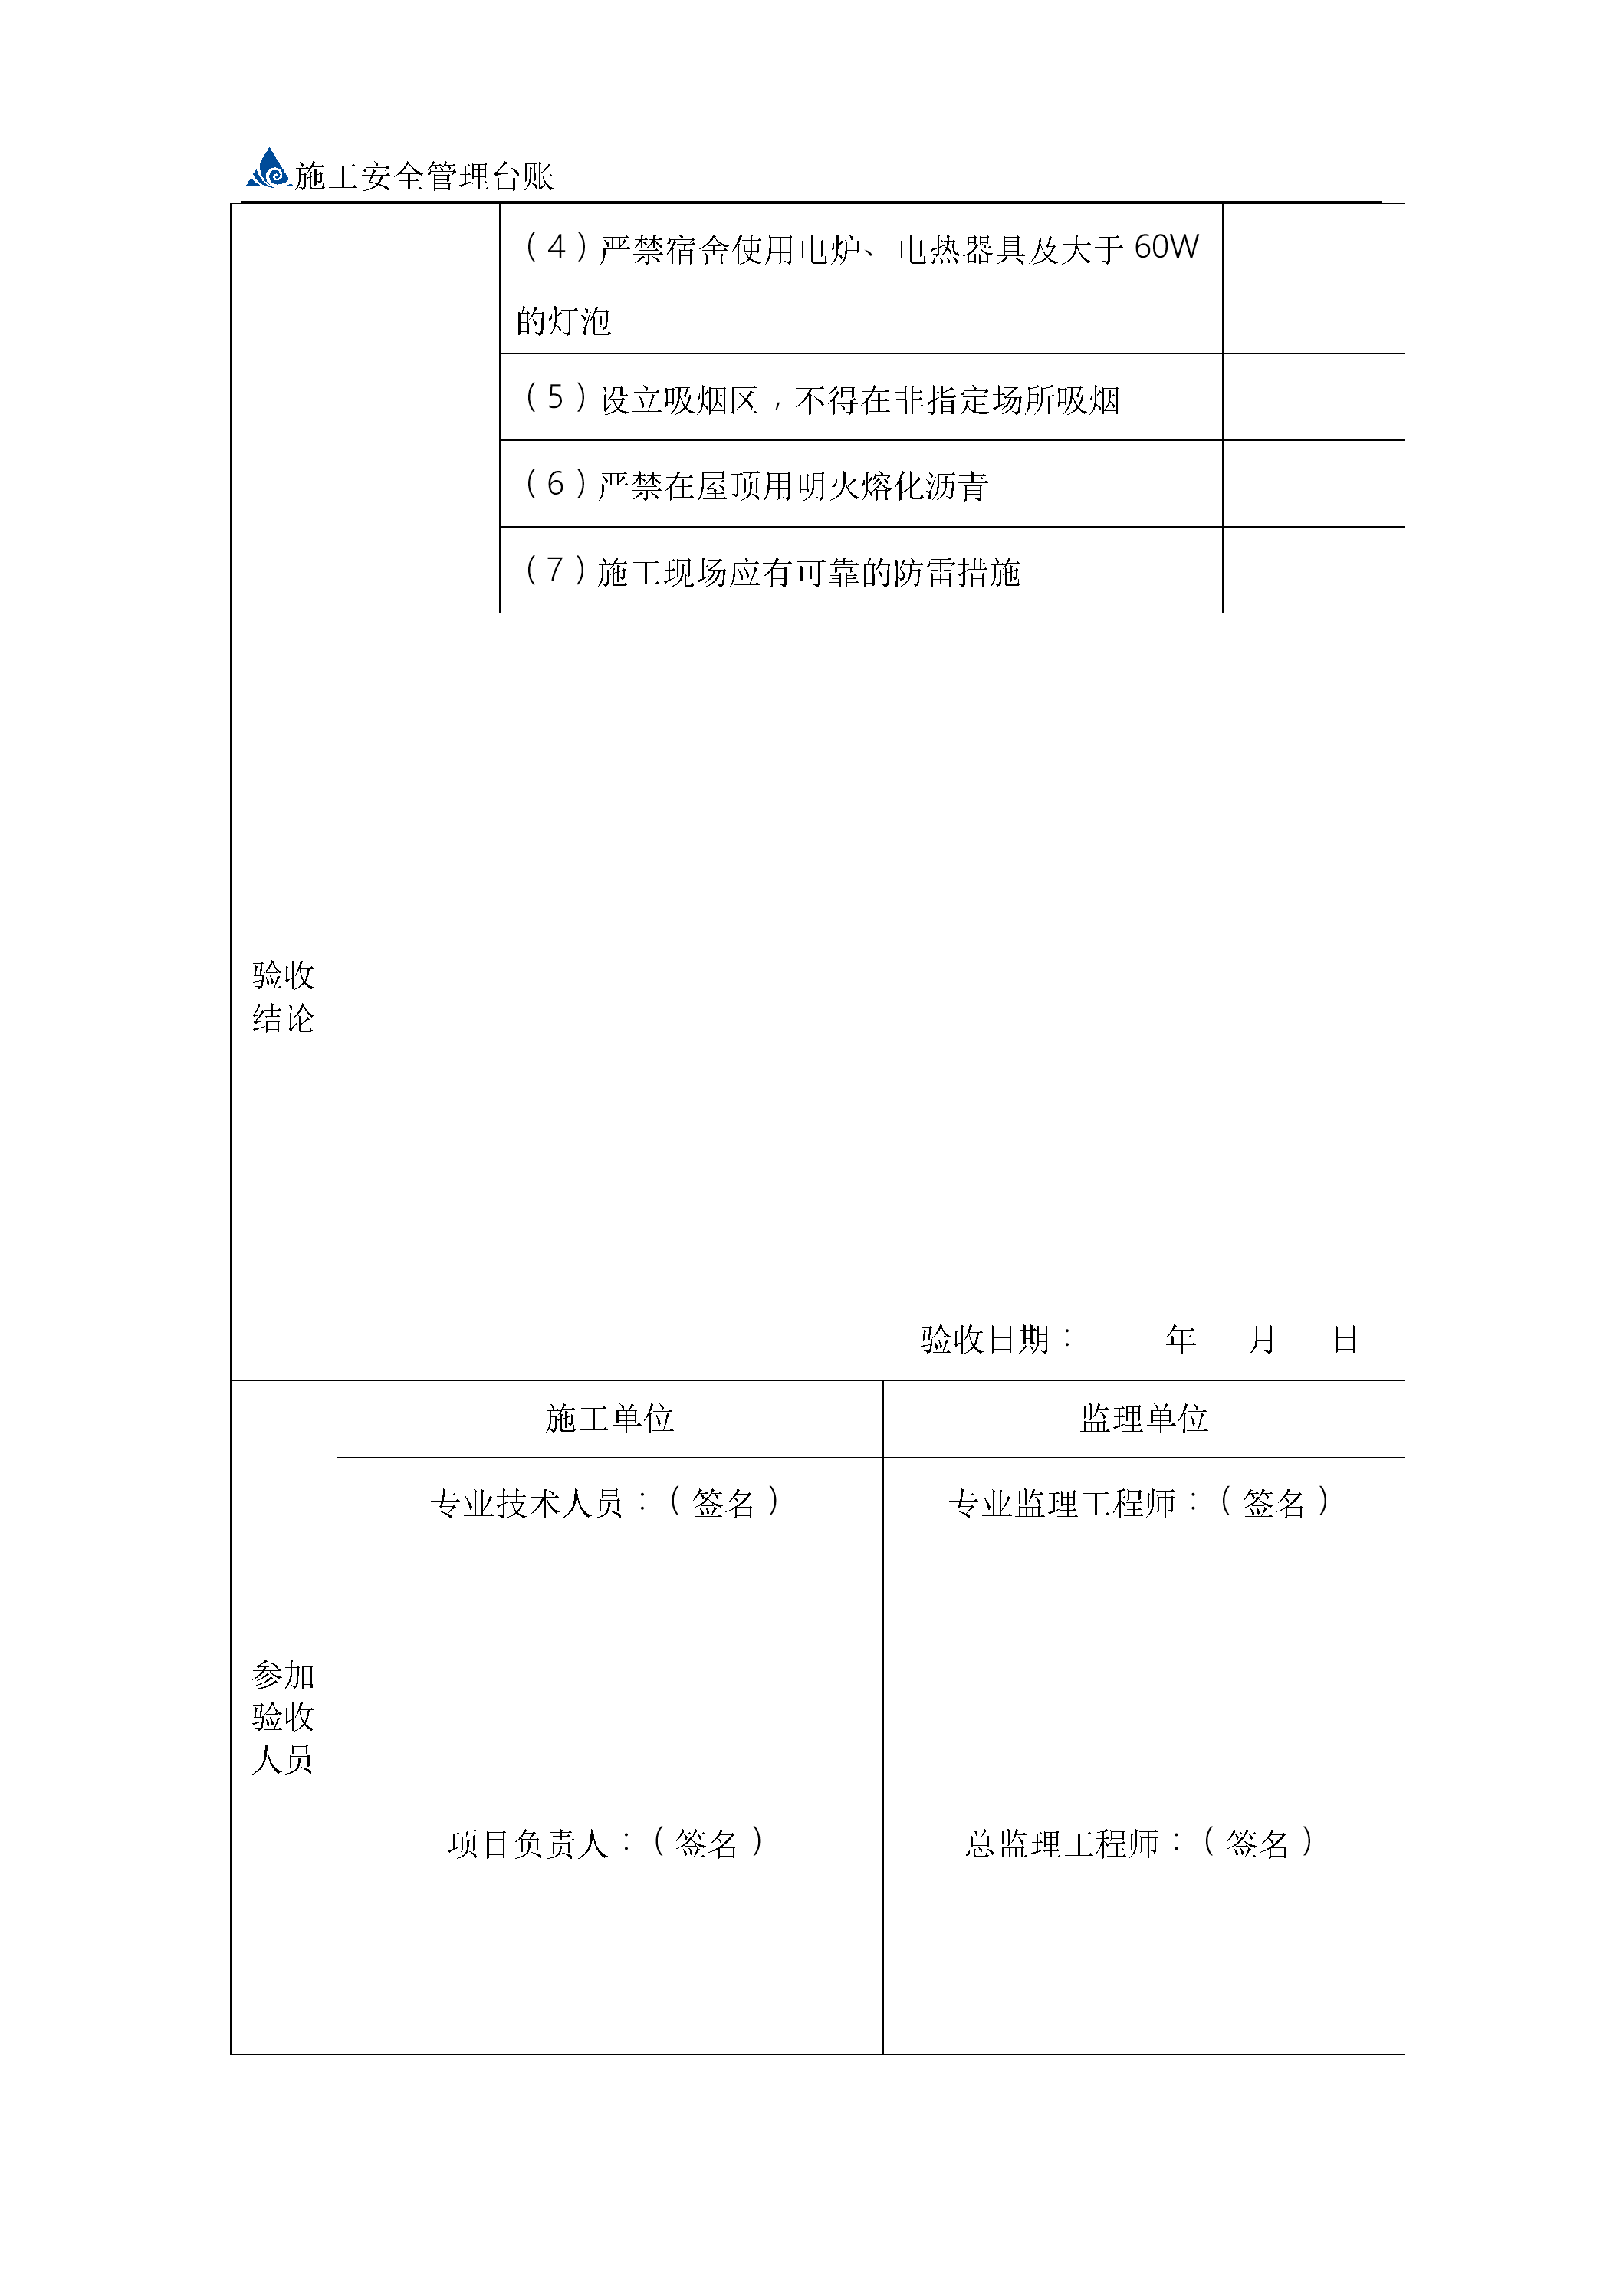 施工安全管理台账
（4）严禁宿舍使用电炉、电热器具及大于 60W
的灯泡
（5）设立吸烟区，不得在非指定场所吸烟
（6）严禁在屋顶用明火熔化沥青
（7）施工现场应有可靠的防雷措施
验收
结论
验收日期： 年 月 日
施工单位 监理单位
专业技术人员：（签名） 专业监理工程师：（签名）
参加
验收
人员
项目负责人：（签名） 总监理工程师：（签名）